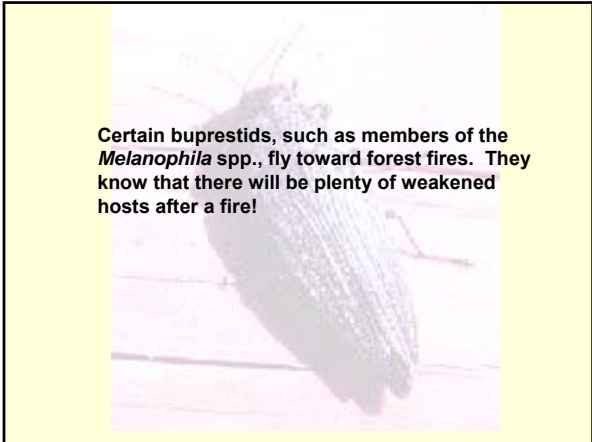 Certain buprestids, such as members of the
Melanophila spp., fly toward forest fires.  They
know that there will be plenty of weakened
hosts after a fire!